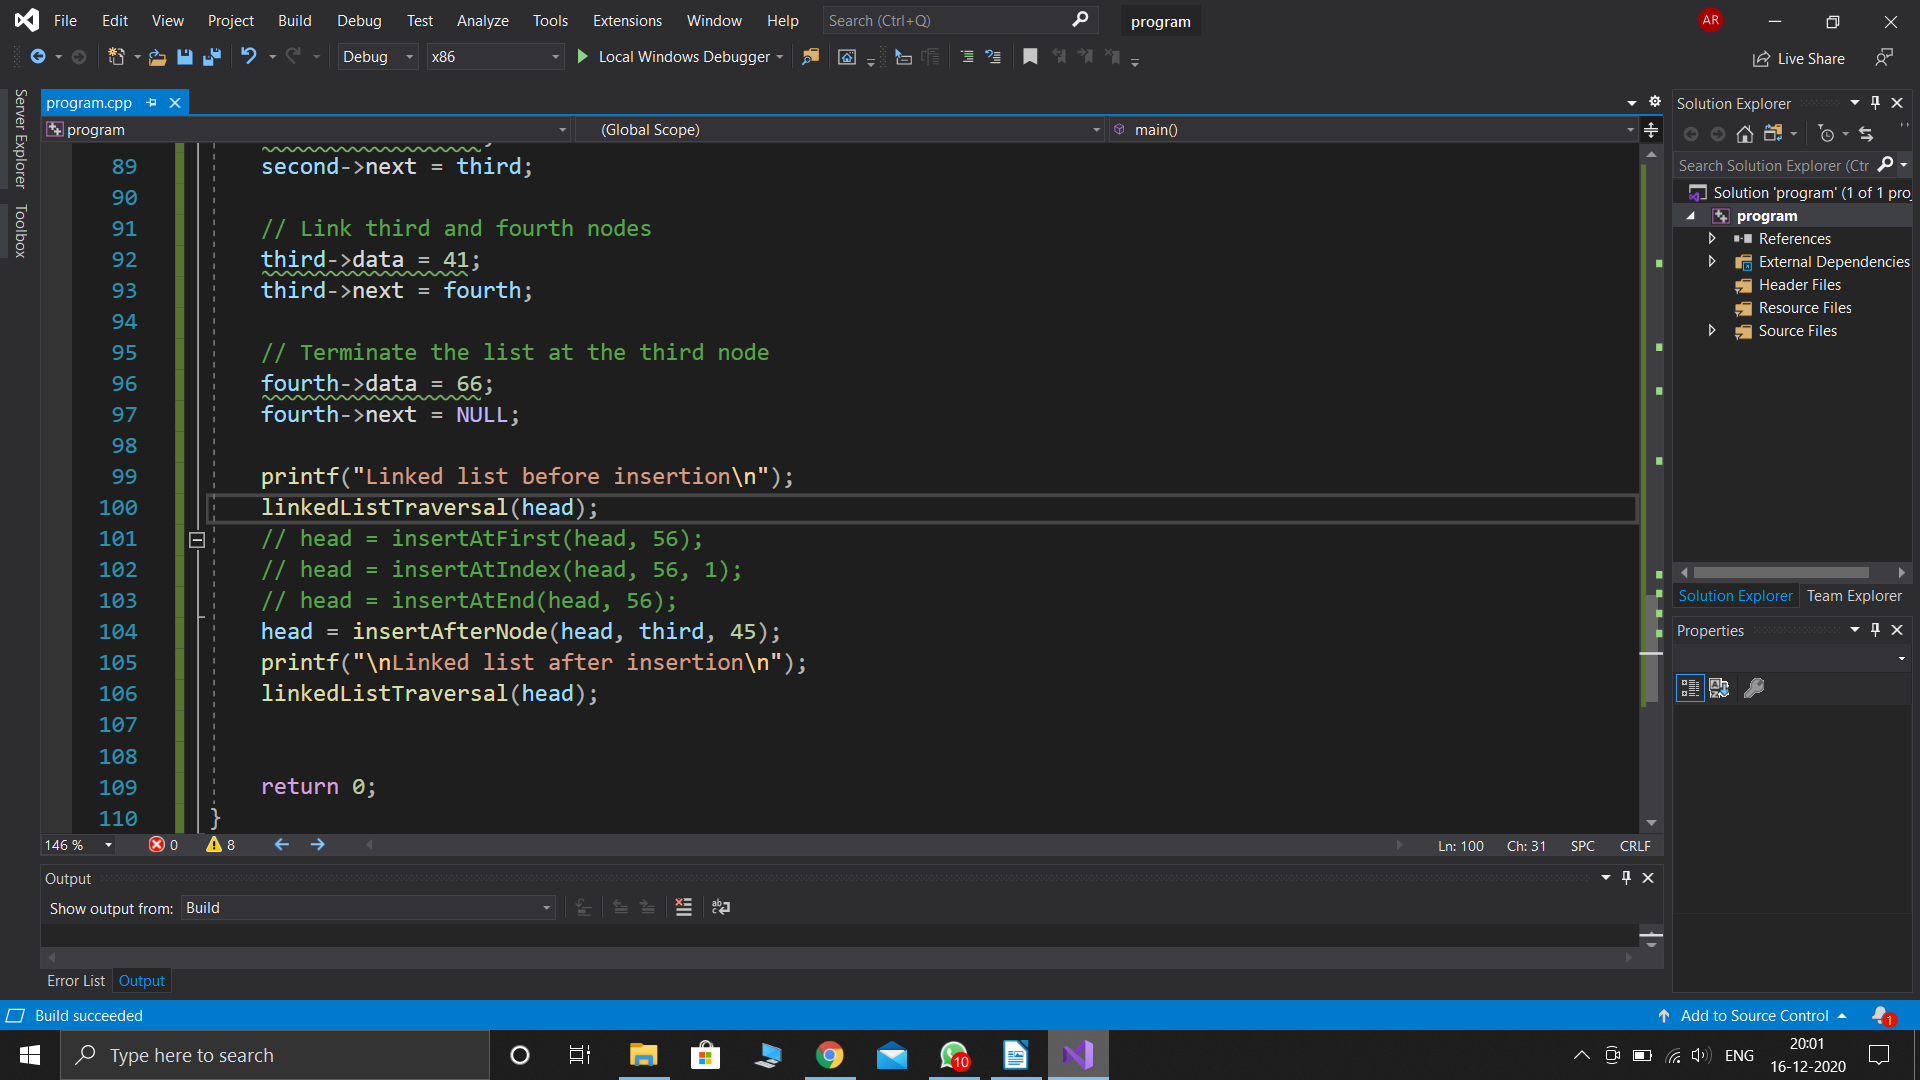 File Edit View Project Build Debug Test Analyze Tools Extensions Window Help Search (Ctrl+Q) program AR
Debug x86 Local Windows Debugger Live Share
Server Explorer
Toolbox
program.cpp
program (Global Scope) main()
89 second->next = third;
90
91 // Link third and fourth nodes
92 third->data = 41;
93 third->next = fourth;
94
95 // Terminate the list at the third node
96 fourth->data = 66;
97 fourth->next = NULL;
98
99 printf("Linked list before insertion\n");
100 linkedListTraversal(head);
101 // head = insertAtFirst(head, 56);
102 // head = insertAtIndex(head, 56, 1);
103 // head = insertAtEnd(head, 56);
104 head = insertAfterNode(head, third, 45);
105 printf("\nLinked list after insertion\n");
106 linkedListTraversal(head);
107
108
109 return 0;
110 }
146 % 0 8 Ln: 100 Ch: 31 SPC CRLF
Output
Show output from: Build
Error List Output
Solution Explorer
Search Solution Explorer (Ctr
Solution 'program' (1 of 1 pro
program
References
External Dependencies
Header Files
Resource Files
Source Files
Solution Explorer Team Explorer
Properties
Build succeeded Add to Source Control 1
Type here to search 10 ENG 20:01
16-12-2020